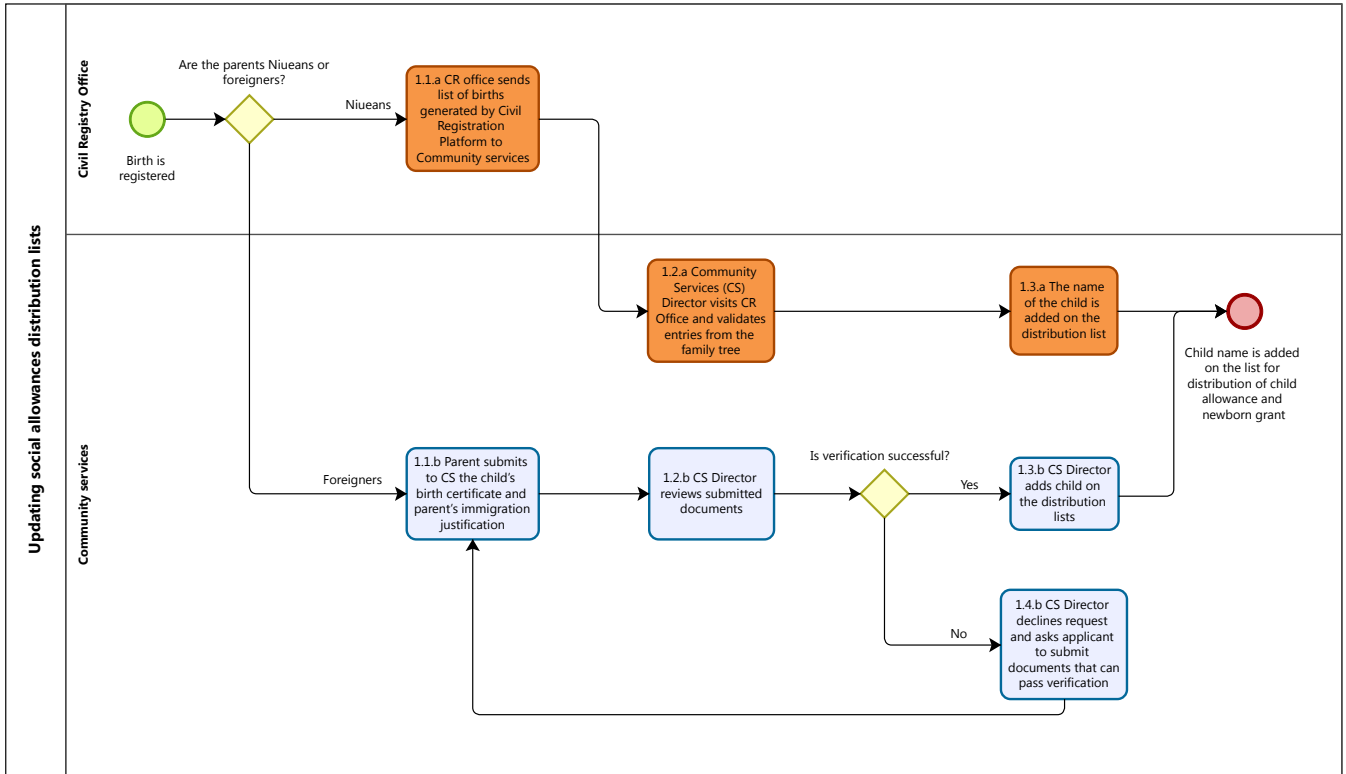 Updating social allowances distribution lists
Civil Registry Office
Are the parents Niueans or
foreigners?
Birth is
registered
Niueans
1.1.a CR office sends
list of births
generated by Civil
Registration
Platform to
Community services
Community services
1.2.a Community
Services (CS)
Director visits CR
Office and validates
entries from the
family tree
1.3.a The name
of the child is
added on the
distribution list
Child name is added
on the list for
distribution of child
allowance and
newborn grant
Foreigners
1.1.b Parent submits
to CS the child's
birth certificate and
parent's immigration
justification
1.2.b CS Director
reviews submitted
documents
Is verification successful?
Yes
1.3.b CS Director
adds child on
the distribution
lists
No
1.4.b CS Director
declines request
and asks applicant
to submit
documents that can
pass verification